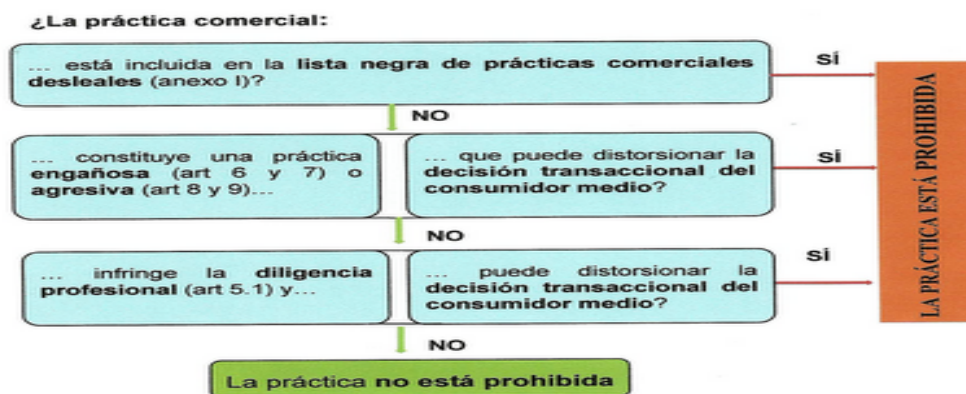 ¿La práctica comercial:
... está incluida en la lista negra de prácticas comerciales
desleales (anexo I)?
SÍ
NO
... constituye una práctica
engañosa (art 6 y 7) o
agresiva (art 8 y 9)...
... que puede distorsionar la
decisión transaccional del
consumidor medio?
SÍ
NO
... infringe la diligencia
profesional (art 5.1) y...
... puede distorsionar la
decisión transaccional del
consumidor medio?
SÍ
NO
La práctica no está prohibida
LA PRÁCTICA ESTÁ PROHIBIDA